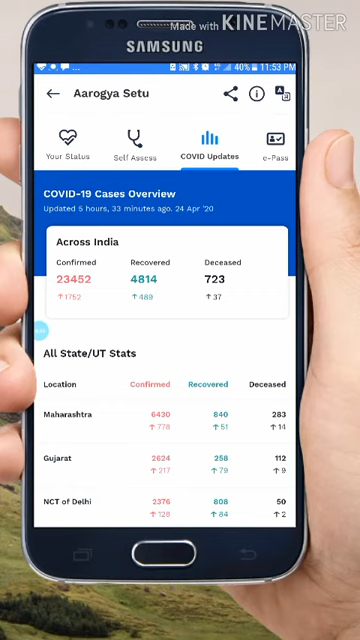 Made with KINEMASTER
SAMSUNG
40% 11:53 PM
Aarogya Setu
Your Status
Self Assess
COVID Updates
e-Pass
COVID-19 Cases Overview
Updated 5 hours, 33 minutes ago. 24 Apr '20
Across India
Confirmed Recovered Deceased
23452 4814 723
↑1752 ↑489 ↑37
All State/UT Stats
Location Confirmed Recovered Deceased
Maharashtra 6430 840 283
↑778 ↑51 ↑14
Gujarat 2624 258 112
↑217 ↑79 ↑9
NCT of Delhi 2376 808 50
↑128 ↑84 ↑2